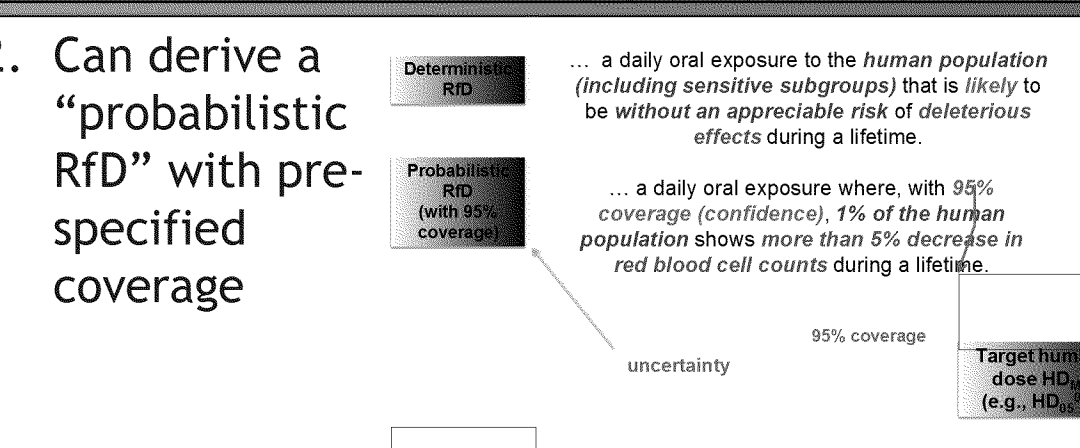 2. Can derive a
“probabilistic
RfD” with pre-
specified
coverage
Deterministic
RfD
… a daily oral exposure to the human population
(including sensitive subgroups) that is likely to
be without an appreciable risk of deleterious
effects during a lifetime.
Probabilistic
RfD
(with 95%
coverage)
… a daily oral exposure where, with 95%
coverage (confidence), 1% of the human
population shows more than 5% decrease in
red blood cell counts during a lifetime.
95% coverage
uncertainty
Target hum
dose HD
(e.g., HD05